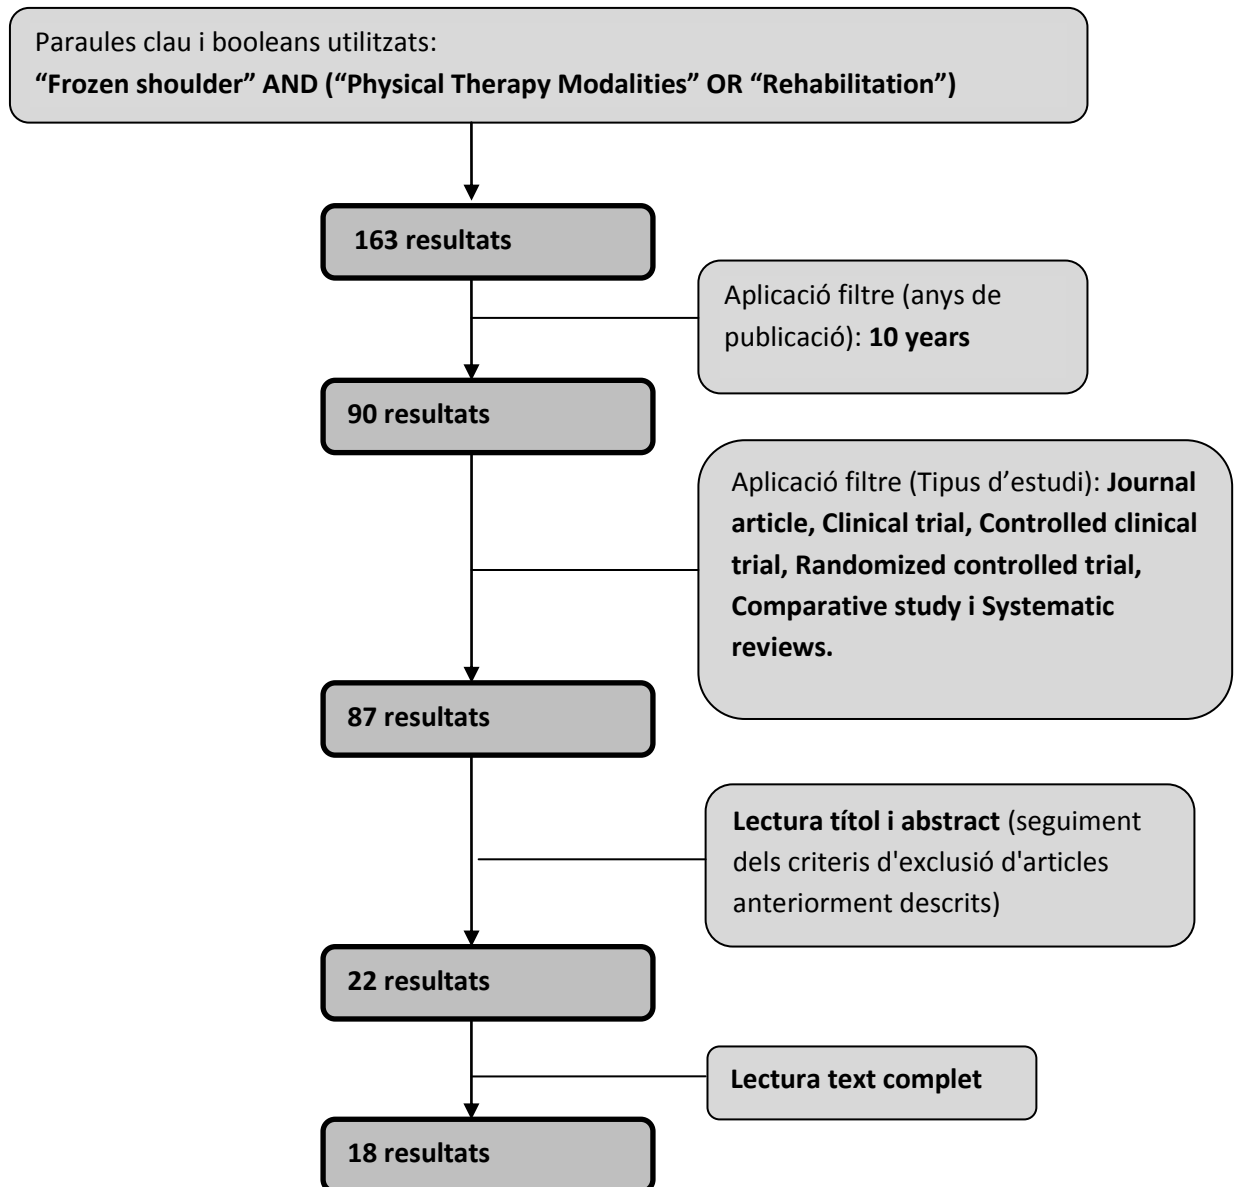 Paraules clau i booleans utilitzats:
“Frozen shoulder” AND (“Physical Therapy Modalities” OR “Rehabilitation”)
163 resultats
Aplicació filtre (anys de
publicació): 10 years
90 resultats
Aplicació filtre (Tipus d’estudi): Journal
article, Clinical trial, Controlled clinical
trial, Randomized controlled trial,
Comparative study i Systematic
reviews.
87 resultats
Lectura títol i abstract (seguiment
dels criteris d'exclusió d'articles
anteriorment descrits)
22 resultats
Lectura text complet
18 resultats